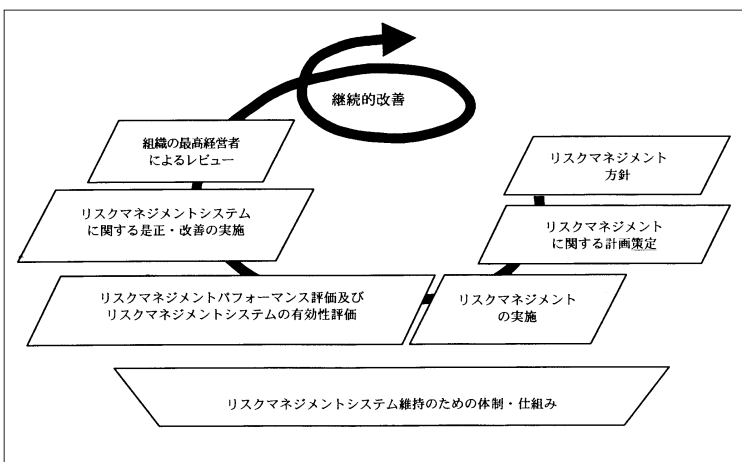 継続的改善
組織の最高経営者
によるレビュー
リスクマネジメント
方針
リスクマネジメントシステム
に関する是正・改善の実施
リスクマネジメント
に関する計画策定
リスクマネジメントパフォーマンス評価及び
リスクマネジメントシステムの有効性評価
リスクマネジメント
の実施
リスクマネジメントシステム維持のための体制・仕組み